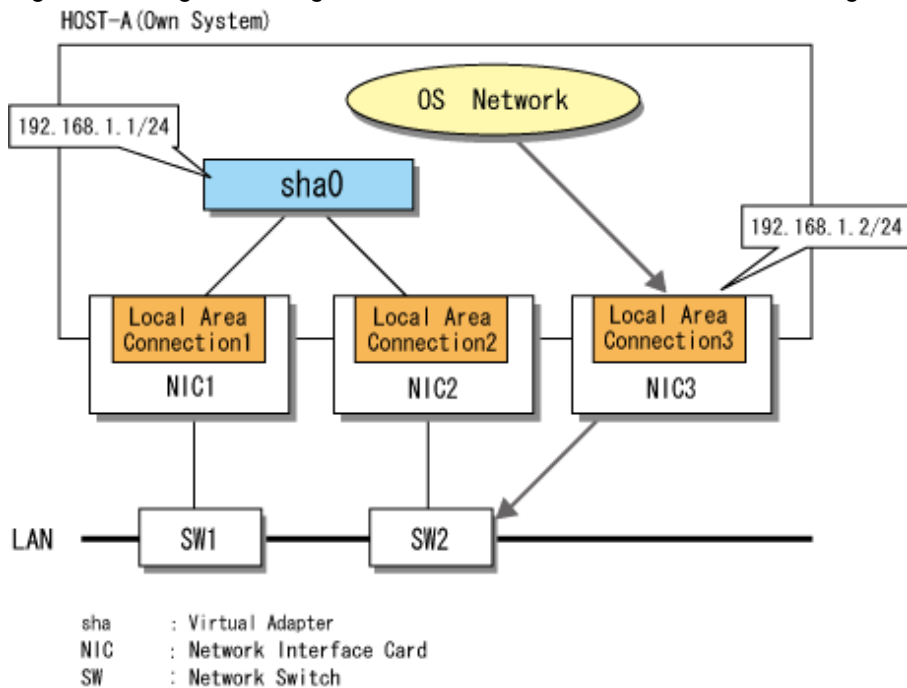 HOST-A(Own System)
OS Network
192.168.1.1/24
sha0
192.168.1.2/24
Local Area
Connection1
Local Area
Connection2
Local Area
Connection3
NIC1
NIC2
NIC3
LAN
SW1
SW2
sha : Virtual Adapter
NIC : Network Interface Card
SW : Network Switch